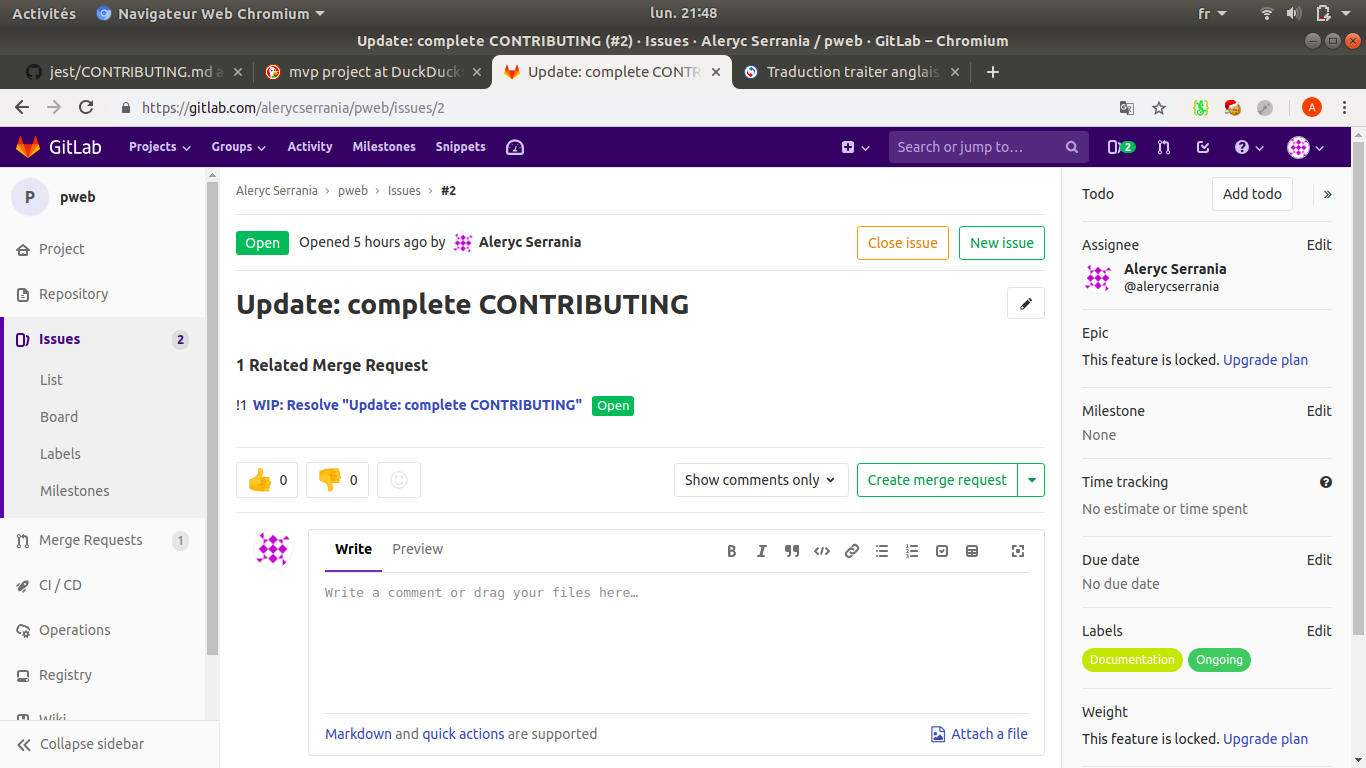 Activités Navigateur Web Chromium lun. 21:48 fr
Update: complete CONTRIBUTING (#2) · Issues · Aleryc Serrania / pweb · GitLab – Chromium
jest/CONTRIBUTING.md a mvp project at DuckDuck Update: complete CONTR Traduction traiter anglais
https://gitlab.com/alerycserrania/pweb/issues/2 A
GitLab Projects Groups Activity Milestones Snippets Search or jump to… 2
P pweb
Project
Repository
Issues 2
List
Board
Labels
Milestones
Merge Requests 1
CI / CD
Operations
Registry
Wiki
Collapse sidebar
Aleryc Serrania › pweb › Issues › #2
Open Opened 5 hours ago by Aleryc Serrania Close issue New issue
Update: complete CONTRIBUTING
1 Related Merge Request
!1 WIP: Resolve "Update: complete CONTRIBUTING" Open
0 0 Show comments only Create merge request
Write Preview
Write a comment or drag your files here…
Markdown and quick actions are supported Attach a file
Todo Add todo »
Assignee Edit
Aleryc Serrania
@alerycserrania
Epic
This feature is locked. Upgrade plan
Milestone Edit
None
Time tracking
No estimate or time spent
Due date Edit
No due date
Labels Edit
Documentation Ongoing
Weight
This feature is locked. Upgrade plan